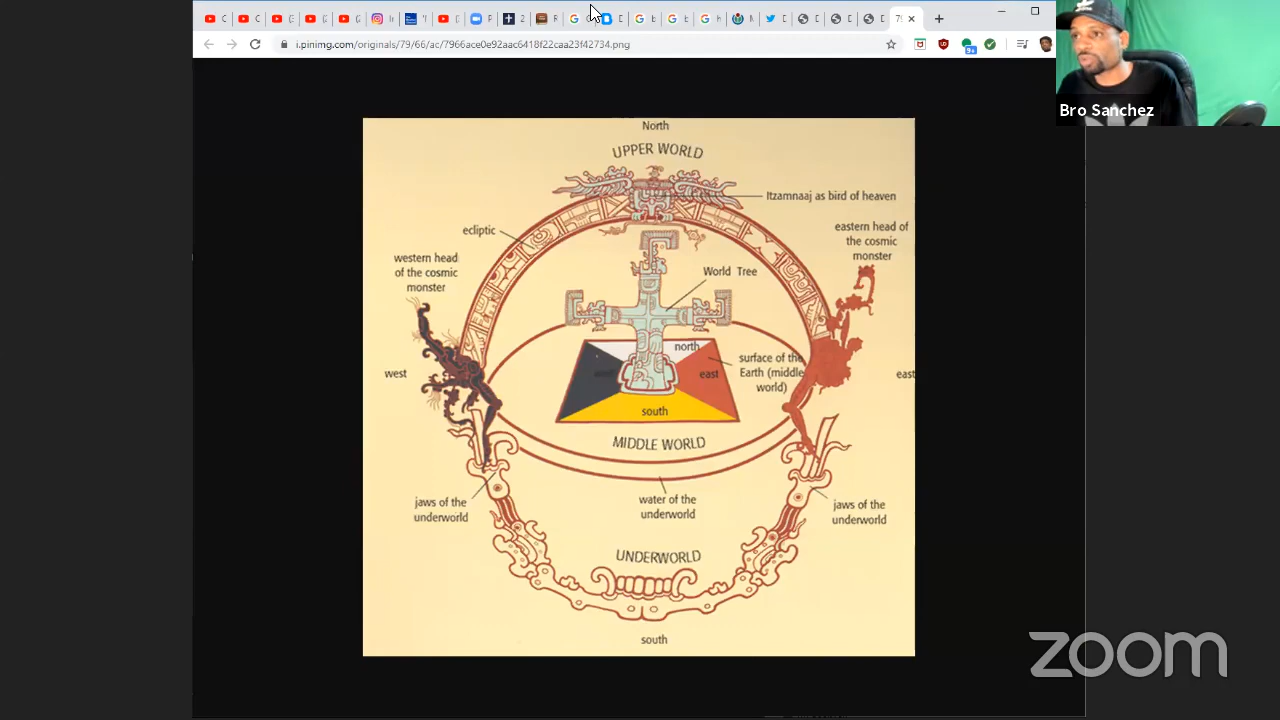 i.pinimg.com/originals/79/66/ac/7966ace0e92aac6418f22caa23f42734.png
Bro Sanchez
North
UPPER WORLD
Itzamnaaj as bird of heaven
ecliptic
eastern head of
the cosmic
monster
western head
of the cosmic
monster
World Tree
north
surface of the
Earth (middle
world)
west
east
east
south
MIDDLE WORLD
jaws of the
underworld
water of the
underworld
jaws of the
underworld
UNDERWORLD
south
zoom